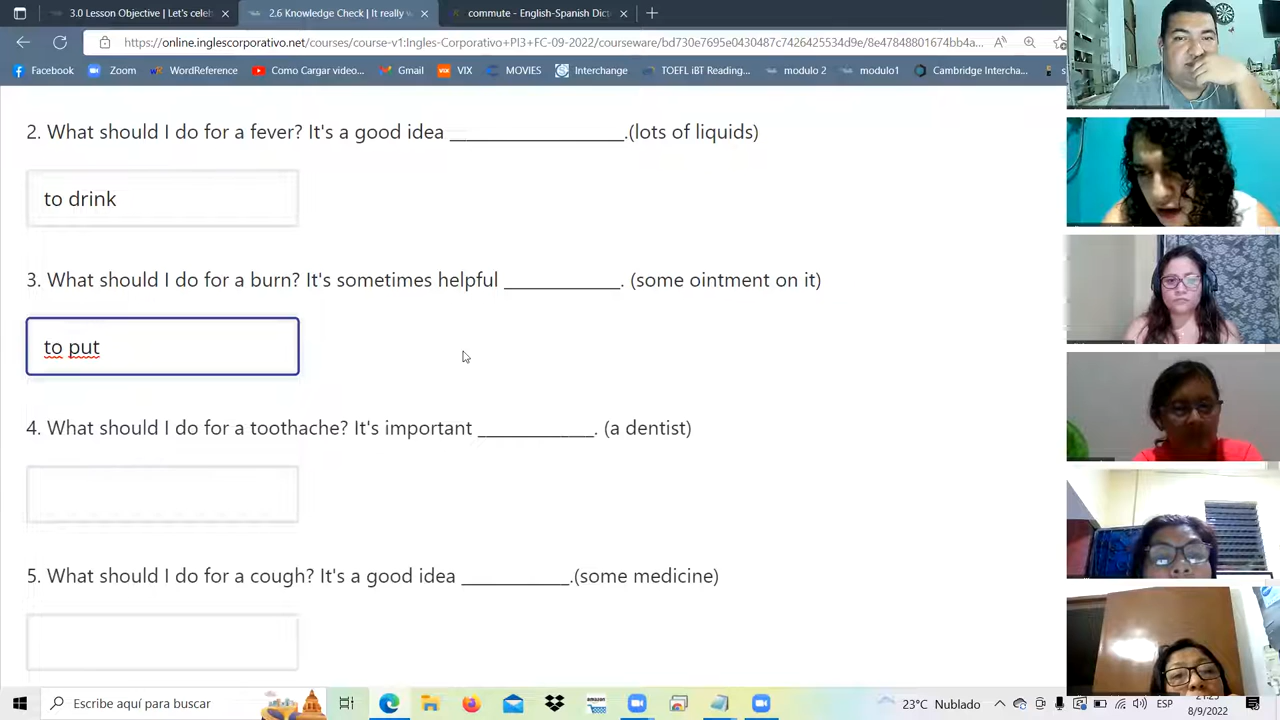 3.0 Lesson Objective | Let's celeb
2.6 Knowledge Check | It really w
commute - English-Spanish Dict
https://online.inglescorporativo.net/courses/course-v1:Ingles-Corporativo+I3+FC-09-2022/courseware/bd730e7695e0430487c7426425534d9e/8e47848801674bb4a...
Facebook
Zoom
WordReference
Como Cargar video...
Gmail
VIX
MOVIES
Interchange
TOEFL iBT Reading...
modulo 2
modulo1
Cambridge Intercha...
2. What should I do for a fever? It's a good idea __________________.(lots of liquids)
to drink
3. What should I do for a burn? It's sometimes helpful ____________. (some ointment on it)
to put
4. What should I do for a toothache? It's important ____________. (a dentist)
5. What should I do for a cough? It's a good idea ___________.(some medicine)
Escribe aquí para buscar
amazon
23°C Nublado
ESP
21:25
8/9/2022